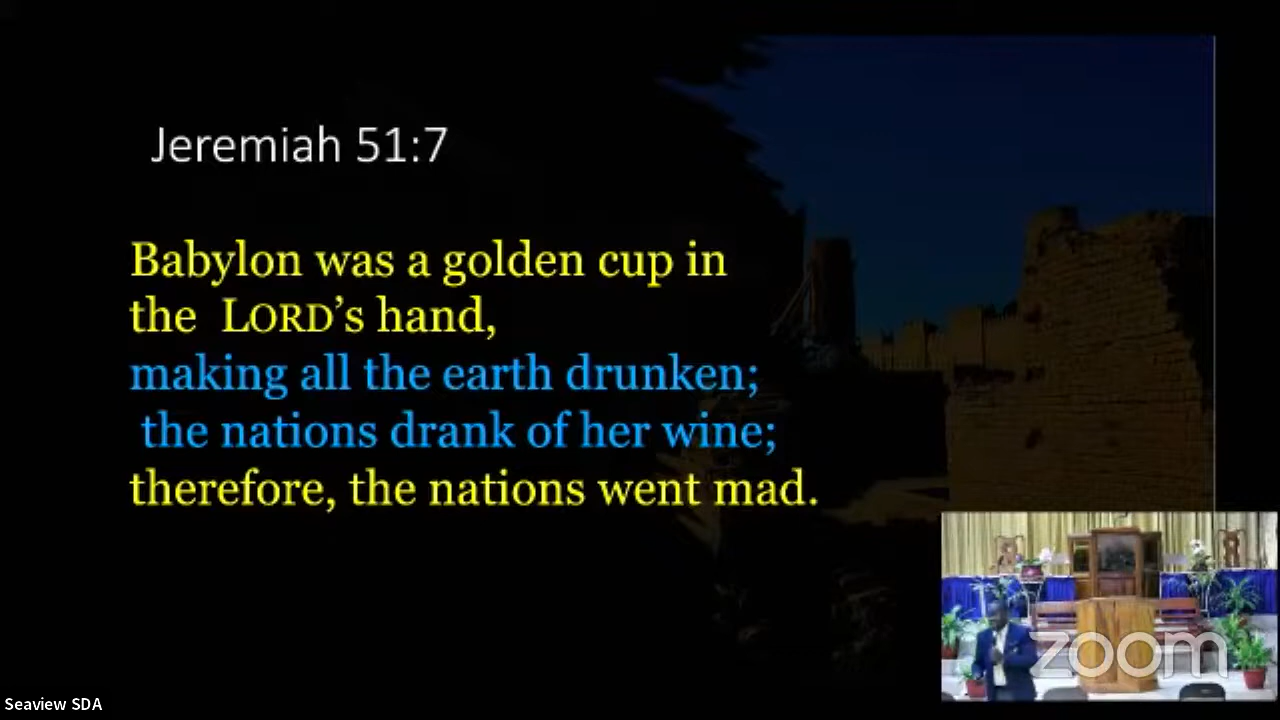 Jeremiah 51:7
Babylon was a golden cup in
the LORD’s hand,
making all the earth drunken;
the nations drank of her wine;
therefore, the nations went mad.
zoom
Seaview SDA